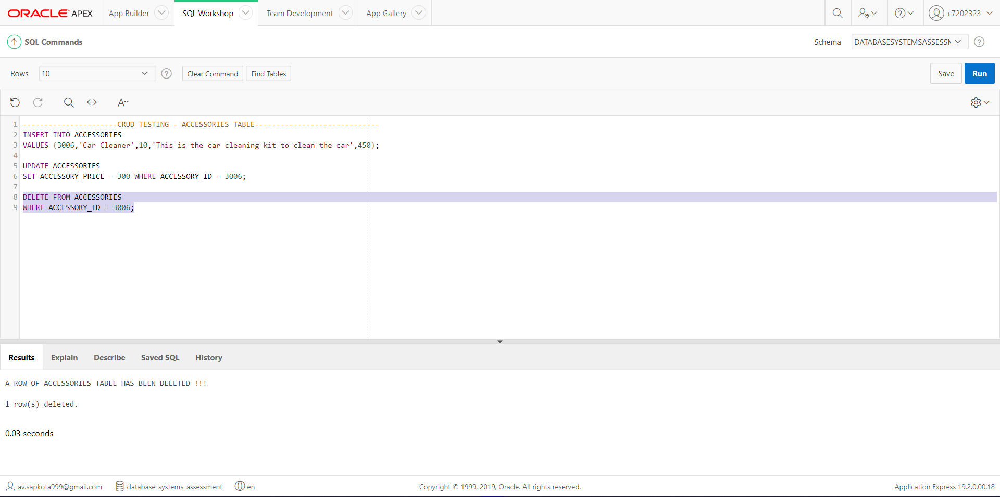 ORACLE APEX App Builder SQL Workshop Team Development App Gallery c7202323
SQL Commands Schema DATABASESYSTEMSASSESSM
Rows 10 Clear Command Find Tables Save Run
A
1 ----------------------CRUD TESTING - ACCESSORIES TABLE-----------------------------
2 INSERT INTO ACCESSORIES
3 VALUES (3006,'Car Cleaner',10,'This is the car cleaning kit to clean the car',450);
4
5 UPDATE ACCESSORIES
6 SET ACCESSORY_PRICE = 300 WHERE ACCESSORY_ID = 3006;
7
8 DELETE FROM ACCESSORIES
9 WHERE ACCESSORY_ID = 3006;
Results Explain Describe Saved SQL History
A ROW OF ACCESSORIES TABLE HAS BEEN DELETED !!!
1 row(s) deleted.
0.03 seconds
av.sapkota999@gmail.com database_systems_assessment en Copyright © 1999, 2019, Oracle. All rights reserved. Application Express 19.2.0.00.18